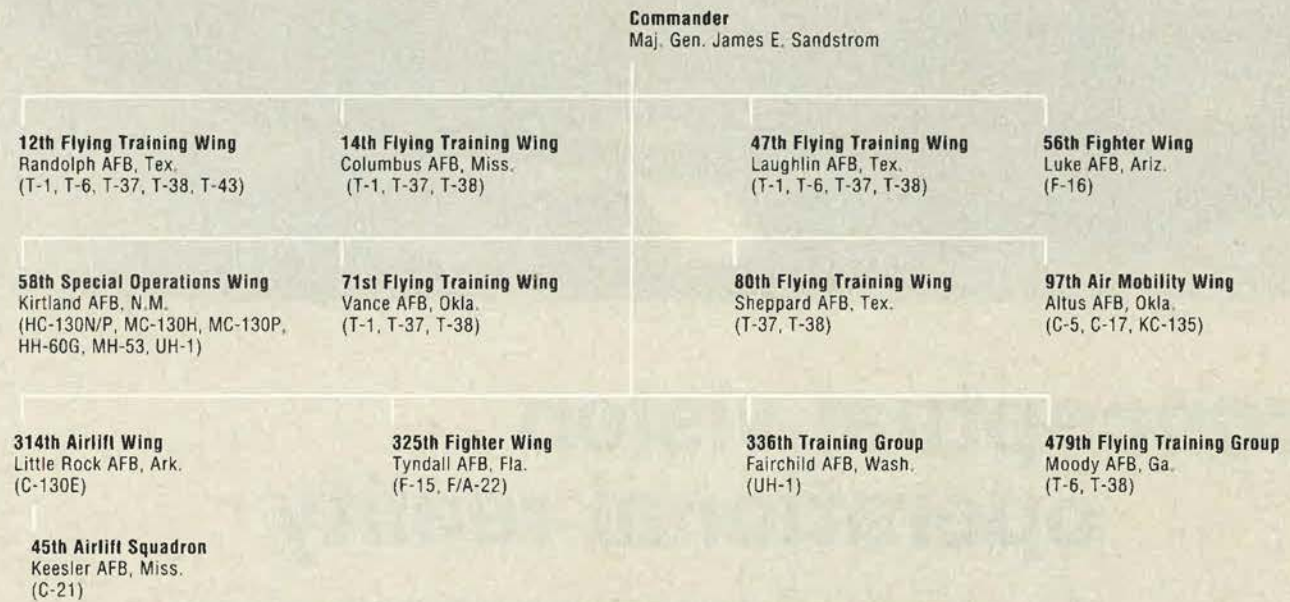 Commander
Maj. Gen. James E. Sandstrom
12th Flying Training Wing
Randolph AFB, Tex.
(T-1, T-6, T-37, T-38, T-43)
14th Flying Training Wing
Columbus AFB, Miss.
(T-1, T-37, T-38)
47th Flying Training Wing
Laughlin AFB, Tex.
(T-1, T-6, T-37, T-38)
56th Fighter Wing
Luke AFB, Ariz.
(F-16)
58th Special Operations Wing
Kirtland AFB, N.M.
(HC-130N/P, MC-130H, MC-130P,
HH-60G, MH-53, UH-1)
71st Flying Training Wing
Vance AFB, Okla.
(T-1, T-37, T-38)
80th Flying Training Wing
Sheppard AFB, Tex.
(T-37, T-38)
97th Air Mobility Wing
Altus AFB, Okla.
(C-5, C-17, KC-135)
314th Airlift Wing
Little Rock AFB, Ark.
(C-130E)
325th Fighter Wing
Tyndall AFB, Fla.
(F-15, F/A-22)
336th Training Group
Fairchild AFB, Wash.
(UH-1)
479th Flying Training Group
Moody AFB, Ga.
(T-6, T-38)
45th Airlift Squadron
Keesler AFB, Miss.
(C-21)